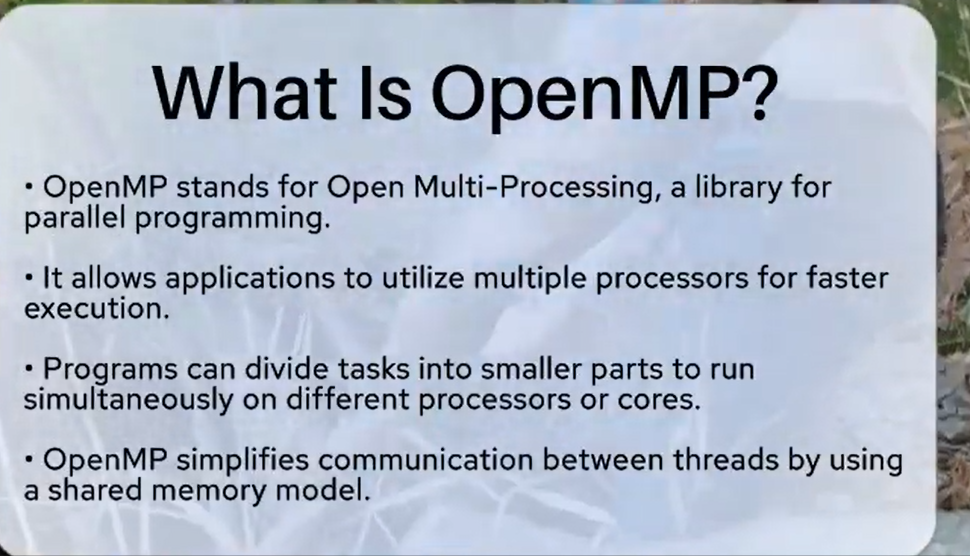 What Is OpenMP?
• OpenMP stands for Open Multi-Processing, a library for
parallel programming.
• It allows applications to utilize multiple processors for faster
execution.
• Programs can divide tasks into smaller parts to run
simultaneously on different processors or cores.
• OpenMP simplifies communication between threads by using
a shared memory model.